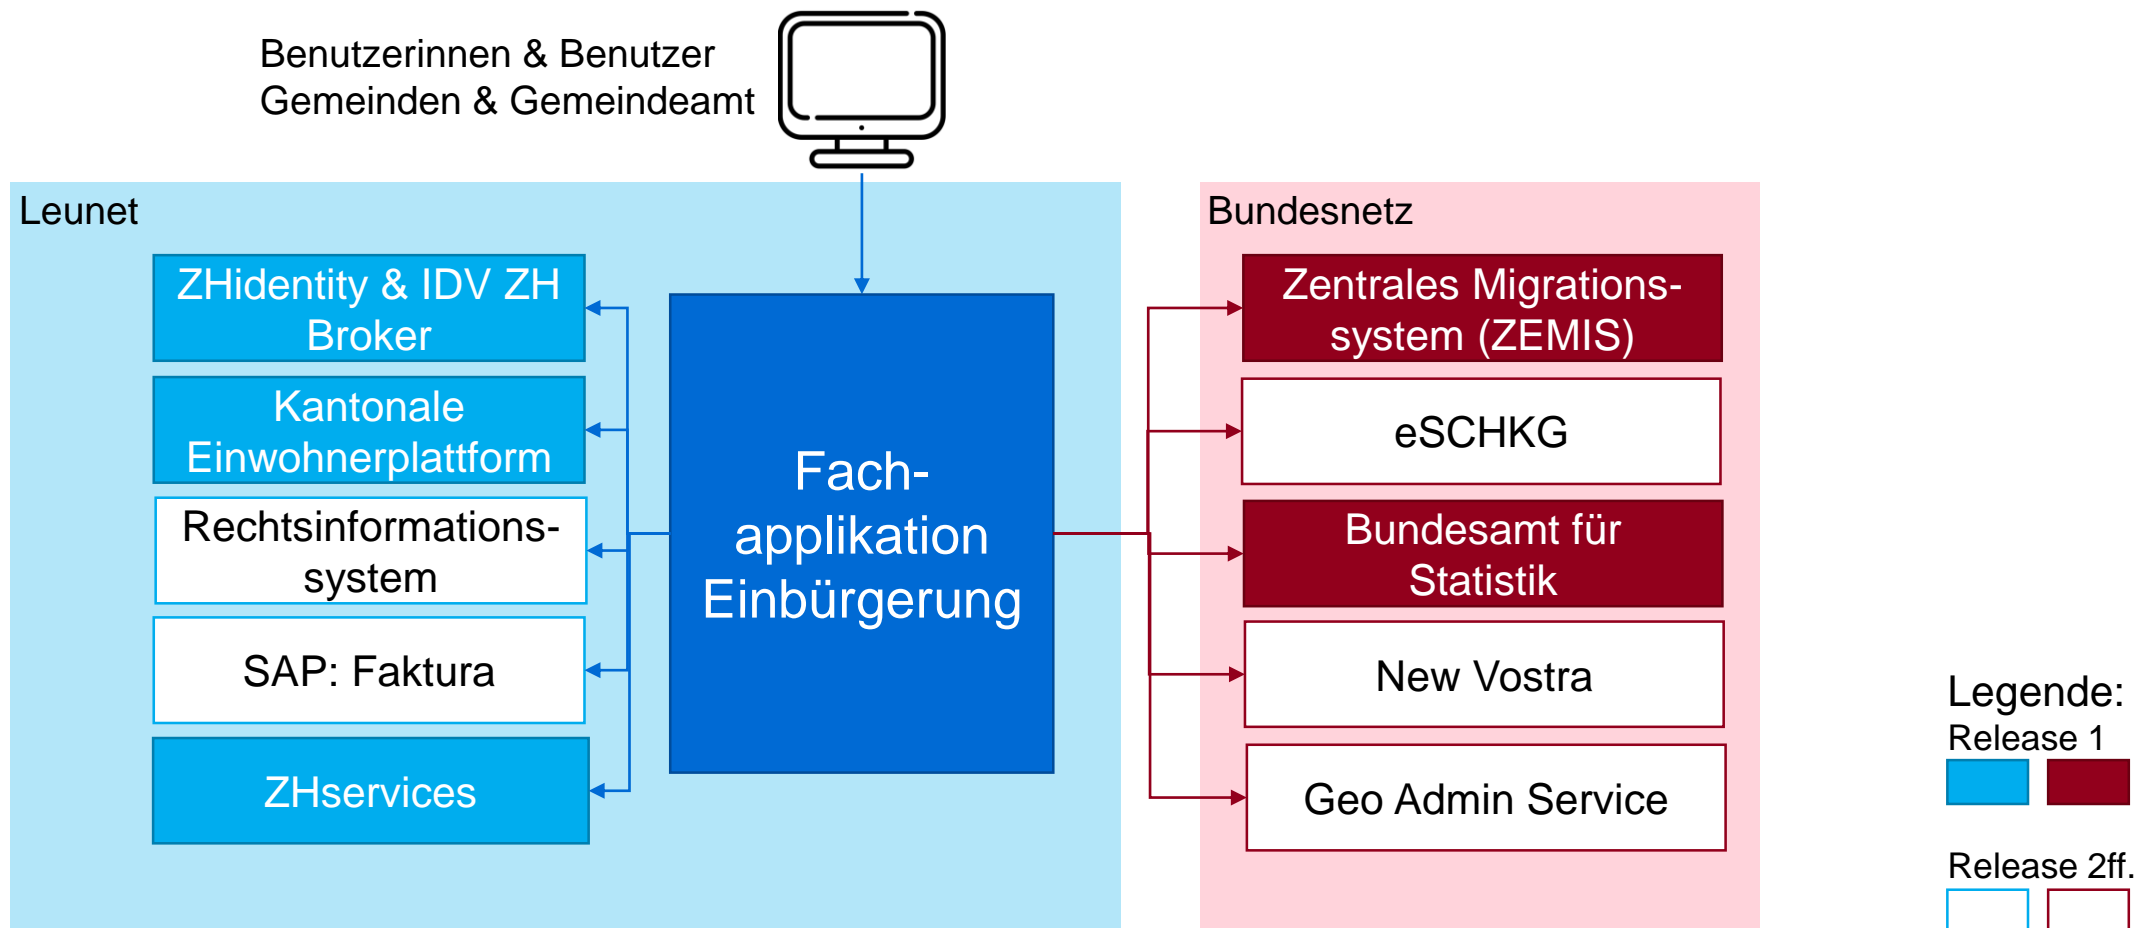 Benutzerinnen & Benutzer
Gemeinden & Gemeindeamt
Leunet
ZHidentity & IDV ZH
Broker
Kantonale
Einwohnerplattform
Rechtsinformations-
system
SAP: Faktura
ZHservices
Fach-
applikation
Einbürgerung
Bundesnetz
Zentrales Migrations-
system (ZEMIS)
eSCHKG
Bundesamt für
Statistik
New Vostra
Geo Admin Service
Legende:
Release 1
Release 2ff.